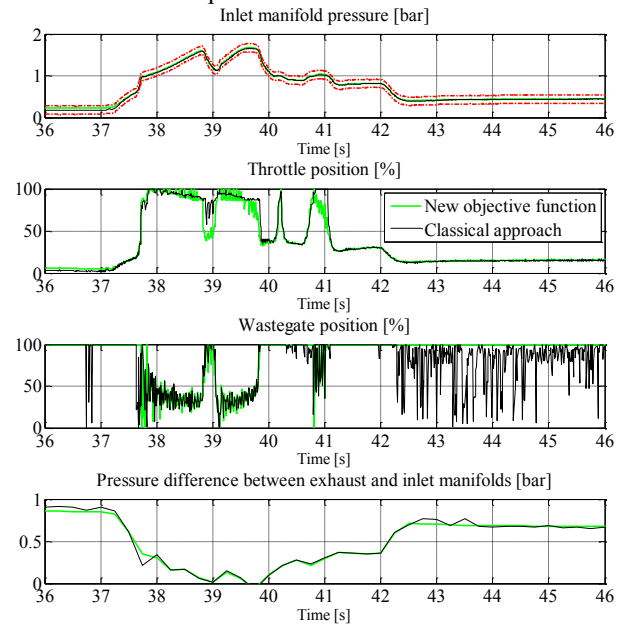 Inlet manifold pressure [bar]
2
1
0
36 37 38 39 40 41 42 43 44 45 46
Time [s]
Throttle position [%]
100
50
0
New objective function
Classical approach
36 37 38 39 40 41 42 43 44 45 46
Time [s]
Wastegate position [%]
100
50
0
36 37 38 39 40 41 42 43 44 45 46
Time [s]
Pressure difference between exhaust and inlet manifolds [bar]
1
0.5
0
36 37 38 39 40 41 42 43 44 45 46
Time [s]